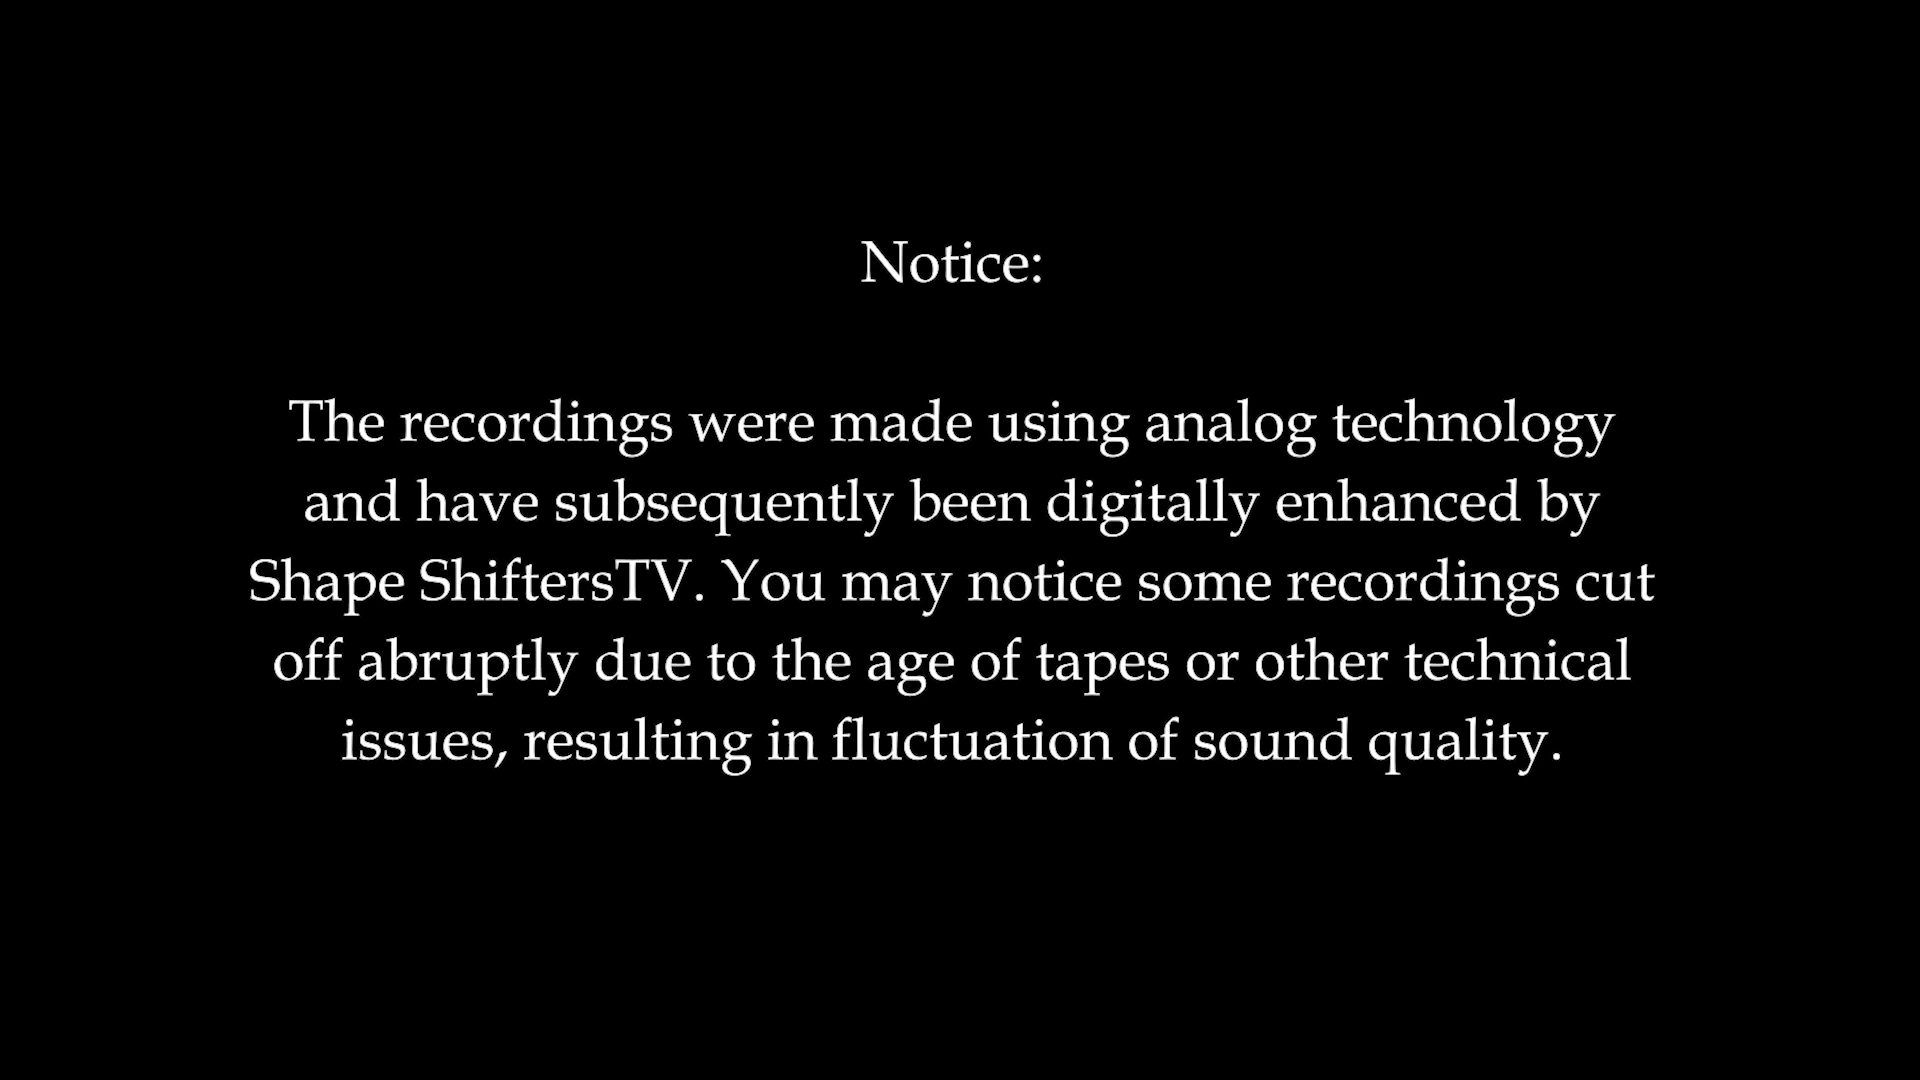 Notice:
The recordings were made using analog technology
and have subsequently been digitally enhanced by
Shape ShiftersTV. You may notice some recordings cut
off abruptly due to the age of tapes or other technical
issues, resulting in fluctuation of sound quality.